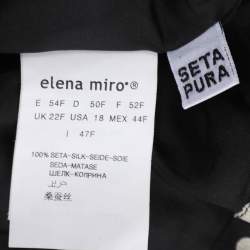 elena miro®
E 54F D 50F F 52F
UK 22F USA 18 MEX 44F
I 47F
100% SETA-SILK-SEIDE-SOIE
SEDA-MATASE
ШЕЛК-КОПРИНА
桑蚕丝
SETA
PURA